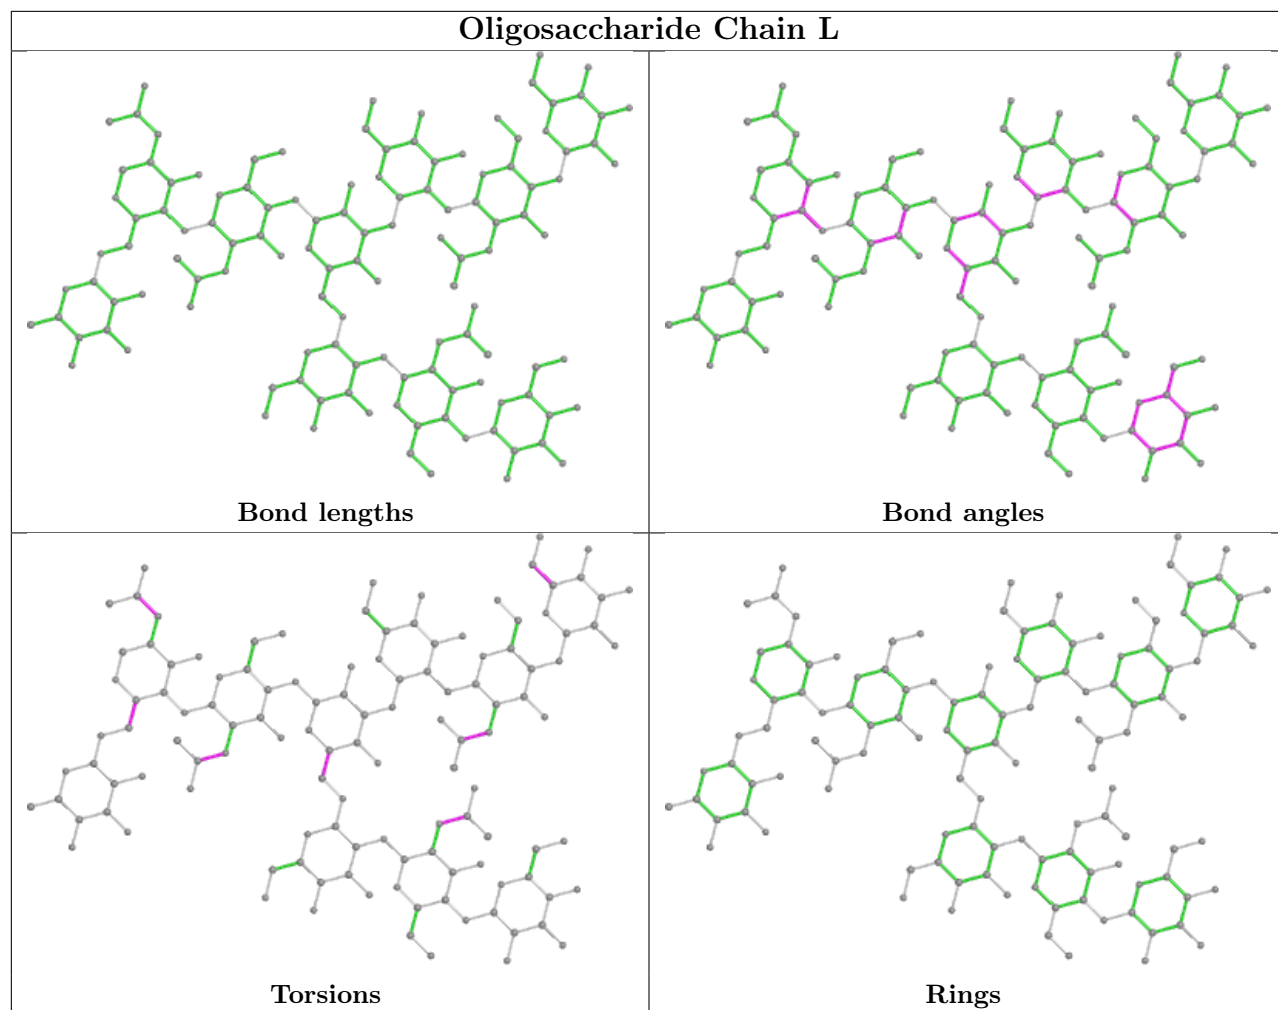 Oligosaccharide Chain L
Bond lengths
Bond angles
Torsions
Rings